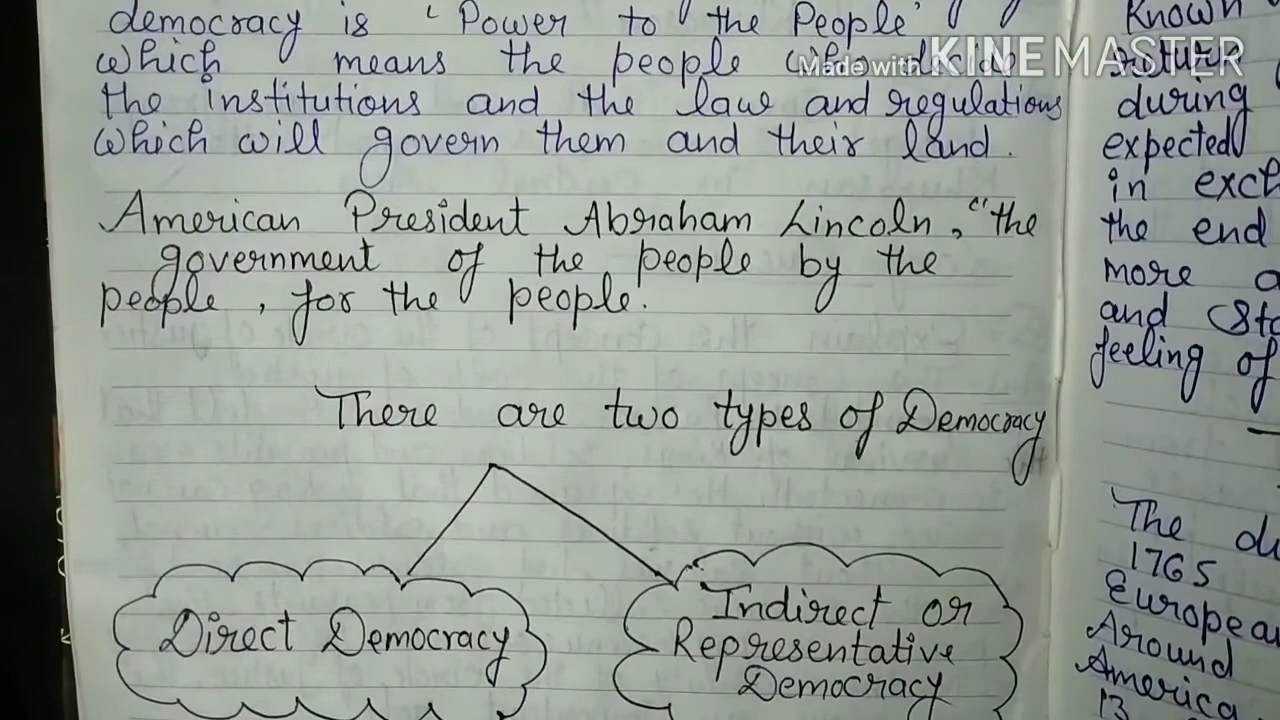 democracy is ‘Power to the People’
which means the people who decide
the institutions and the law and regulations
which will govern them and their land.
American President Abraham Lincoln, “the
government of the people by the
people, for the people.
There are two types of Democracy
Direct Democracy
Indirect or
Representative
Democracy
Known
during
expected
in
the end
more
and
feeling of
The
1765
Around
America
13
Made with KINEMASTER